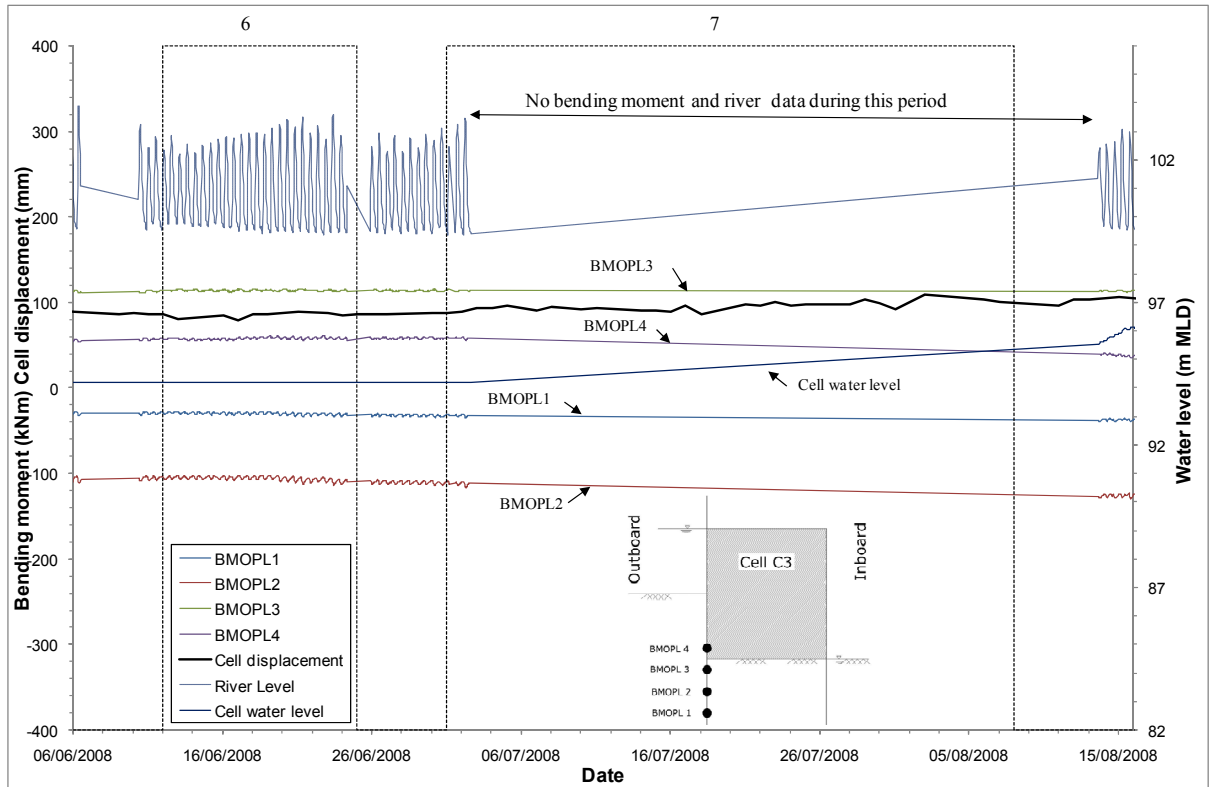 6
7
400
300
200
100
0
-100
-200
-300
-400
Bending moment (kNm) Cell displacement (mm)
No bending moment and river data during this period
BMOPL3
BMOPL4
Cell water level
BMOPL1
BMOPL2
102
97
92
87
82
Water level (m MLD)
BMOPL1
BMOPL2
BMOPL3
BMOPL4
Cell displacement
River Level
Cell water level
Outboard
Cell C3
Inboard
BMOPL 4
BMOPL 3
BMOPL 2
BMOPL 1
06/06/2008
16/06/2008
26/06/2008
06/07/2008
16/07/2008
26/07/2008
05/08/2008
15/08/2008
Date